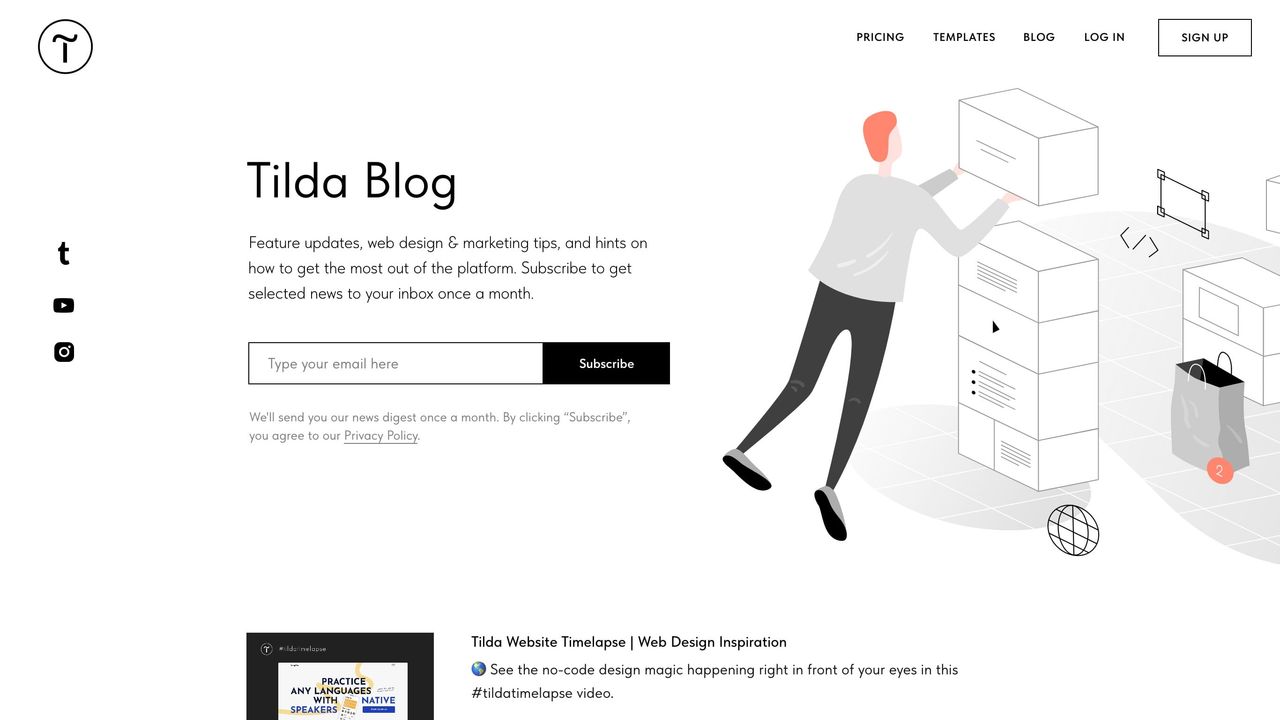 PRICING
TEMPLATES
BLOG
LOG IN
SIGN UP
Tilda Blog
Feature updates, web design & marketing tips, and hints on
how to get the most out of the platform. Subscribe to get
selected news to your inbox once a month.
Type your email here
Subscribe
We'll send you our news digest once a month. By clicking “Subscribe”,
you agree to our Privacy Policy.
2
#tildatimelapse
PRACTICE
ANY LANGUAGES
WITH NATIVE
SPEAKERS
Tilda Website Timelapse | Web Design Inspiration
🌎 See the no-code design magic happening right in front of your eyes in this
#tildatimelapse video.